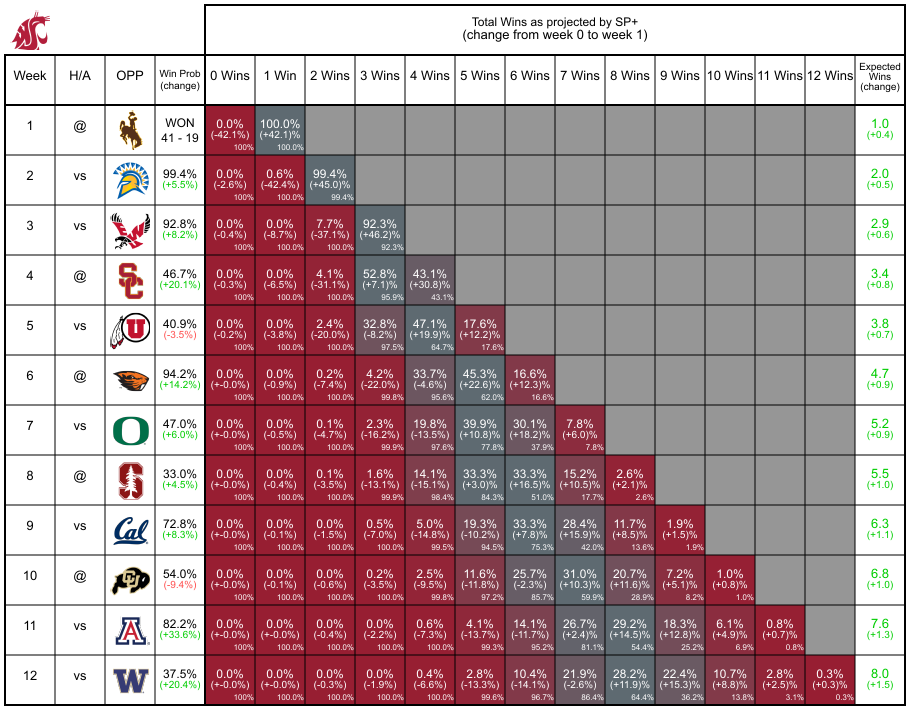 Total Wins as projected by SP+
(change from week 0 to week 1)
Week H/A OPP Win Prob (change) 0 Wins 1 Win 2 Wins 3 Wins 4 Wins 5 Wins 6 Wins 7 Wins 8 Wins 9 Wins 10 Wins 11 Wins 12 Wins Expected Wins (change)
1 @ WON 0.0% 100.0% 1.0
41 - 19 (-42.1%) (+42.1)% (+0.4)
100% 100.0%
2 vs 99.4% 0.0% 0.6% 99.4% 2.0
(+5.5%) (-2.6%) (-42.4%) (+45.0)% (+0.5)
100% 100.0% 99.4%
3 vs 92.8% 0.0% 0.0% 7.7% 92.3% 2.9
(+8.2%) (-0.4%) (-8.7%) (-37.1%) (+46.2)% (+0.6)
100% 100.0% 100.0% 92.3%
4 @ SC 46.7% 0.0% 0.0% 4.1% 52.8% 43.1% 3.4
(+20.1%) (-0.3%) (-6.5%) (-31.1%) (+7.1)% (+30.8)% (+0.8)
100% 100.0% 100.0% 95.9% 43.1%
5 vs U 40.9% 0.0% 0.0% 2.4% 32.8% 47.1% 17.6% 3.8
(-3.5%) (-0.2%) (-3.8%) (-20.0%) (-8.2%) (+19.9)% (+12.2)% (+0.7)
100% 100.0% 100.0% 97.5% 64.7% 17.6%
6 @ 94.2% 0.0% 0.0% 0.2% 4.2% 33.7% 45.3% 16.6% 4.7
(+14.2%) (+-0.0%) (-0.9%) (-7.4%) (-22.0%) (-4.6%) (+22.6)% (+12.3)% (+0.9)
100% 100.0% 100.0% 99.8% 95.6% 62.0% 16.6%
7 vs O 47.0% 0.0% 0.0% 0.1% 2.3% 19.8% 39.9% 30.1% 7.8% 5.2
(+6.0%) (+-0.0%) (-0.5%) (-4.7%) (-16.2%) (-13.5%) (+10.8)% (+18.2)% (+6.0)% (+0.9)
100% 100.0% 100.0% 99.9% 97.6% 77.8% 37.9% 7.8%
8 @ S 33.0% 0.0% 0.0% 0.1% 1.6% 14.1% 33.3% 33.3% 15.2% 2.6% 5.5
(+4.5%) (+-0.0%) (-0.4%) (-3.5%) (-13.1%) (-15.1%) (+3.0)% (+16.5)% (+10.5)% (+2.1)% (+1.0)
100% 100.0% 100.0% 99.9% 98.4% 84.3% 51.0% 17.7% 2.6%
9 vs Cal 72.8% 0.0% 0.0% 0.0% 0.5% 5.0% 19.3% 33.3% 28.4% 11.7% 1.9% 6.3
(+8.3%) (+-0.0%) (-0.1%) (-1.5%) (-7.0%) (-14.8%) (-10.2%) (+7.8)% (+15.9)% (+8.5)% (+1.5)% (+1.1)
100% 100.0% 100.0% 100.0% 99.5% 94.5% 75.3% 42.0% 13.6% 1.9%
10 @ CU 54.0% 0.0% 0.0% 0.0% 0.2% 2.5% 11.6% 25.7% 31.0% 20.7% 7.2% 1.0% 6.8
(-9.4%) (+-0.0%) (-0.1%) (-0.6%) (-3.5%) (-9.5%) (-11.8%) (-2.3%) (+10.3)% (+11.6)% (+5.1)% (+0.8)% (+1.0)
100% 100.0% 100.0% 100.0% 99.8% 97.2% 85.7% 59.9% 28.9% 8.2% 1.0%
11 vs A 82.2% 0.0% 0.0% 0.0% 0.0% 0.6% 4.1% 14.1% 26.7% 29.2% 18.3% 6.1% 0.8% 7.6
(+33.6%) (+-0.0%) (+-0.0%) (-0.4%) (-2.2%) (-7.3%) (-13.7%) (-11.7%) (+2.4)% (+14.5)% (+12.8)% (+4.9)% (+0.7)% (+1.3)
100% 100.0% 100.0% 100.0% 100.0% 99.3% 95.2% 81.1% 54.4% 25.2% 6.9% 0.8%
12 vs W 37.5% 0.0% 0.0% 0.0% 0.0% 0.4% 2.8% 10.4% 21.9% 28.2% 22.4% 10.7% 2.8% 0.3% 8.0
(+20.4%) (+-0.0%) (+-0.0%) (-0.3%) (-1.9%) (-6.6%) (-13.3%) (-14.1%) (-2.6%) (+11.9)% (+15.3)% (+8.8)% (+2.5)% (+0.3)% (+1.5)
100% 100.0% 100.0% 100.0% 100.0% 99.6% 96.7% 86.4% 64.4% 36.2% 13.8% 3.1% 0.3%